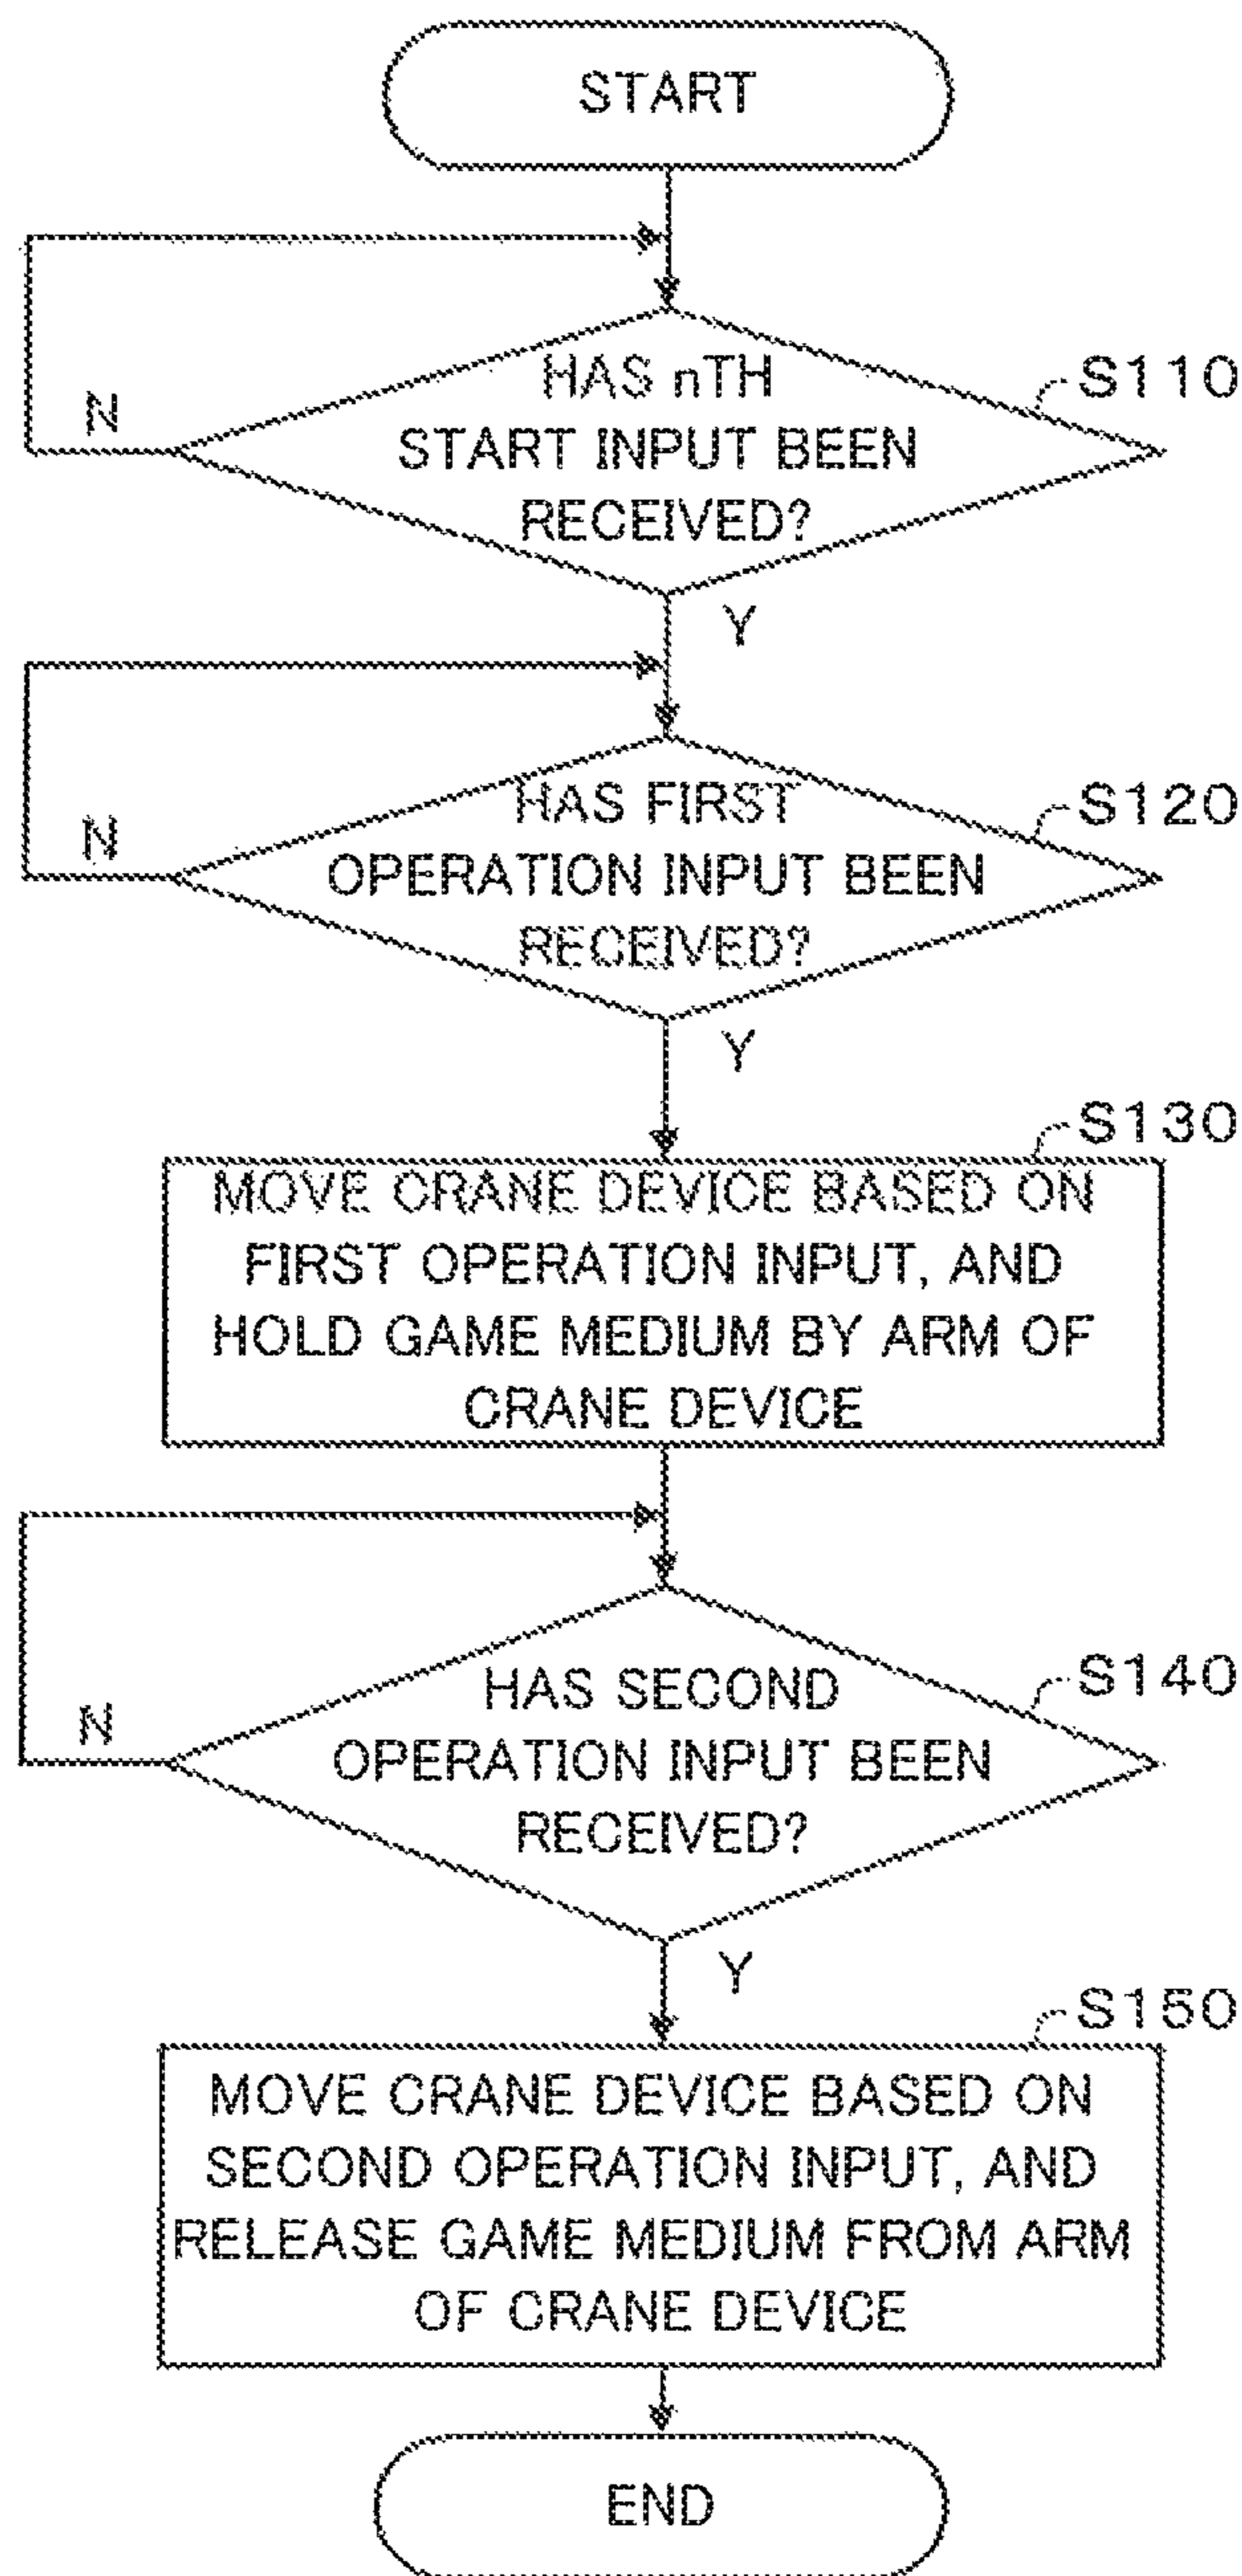 START
HAS nTH
START INPUT BEEN
RECEIVED?
S110
N
Y
HAS FIRST
OPERATION INPUT BEEN
RECEIVED?
S120
N
Y
S130
MOVE CRANE DEVICE BASED ON
FIRST OPERATION INPUT, AND
HOLD GAME MEDIUM BY ARM OF
CRANE DEVICE
HAS SECOND
OPERATION INPUT BEEN
RECEIVED?
S140
N
Y
S150
MOVE CRANE DEVICE BASED ON
SECOND OPERATION INPUT, AND
RELEASE GAME MEDIUM FROM ARM
OF CRANE DEVICE
END